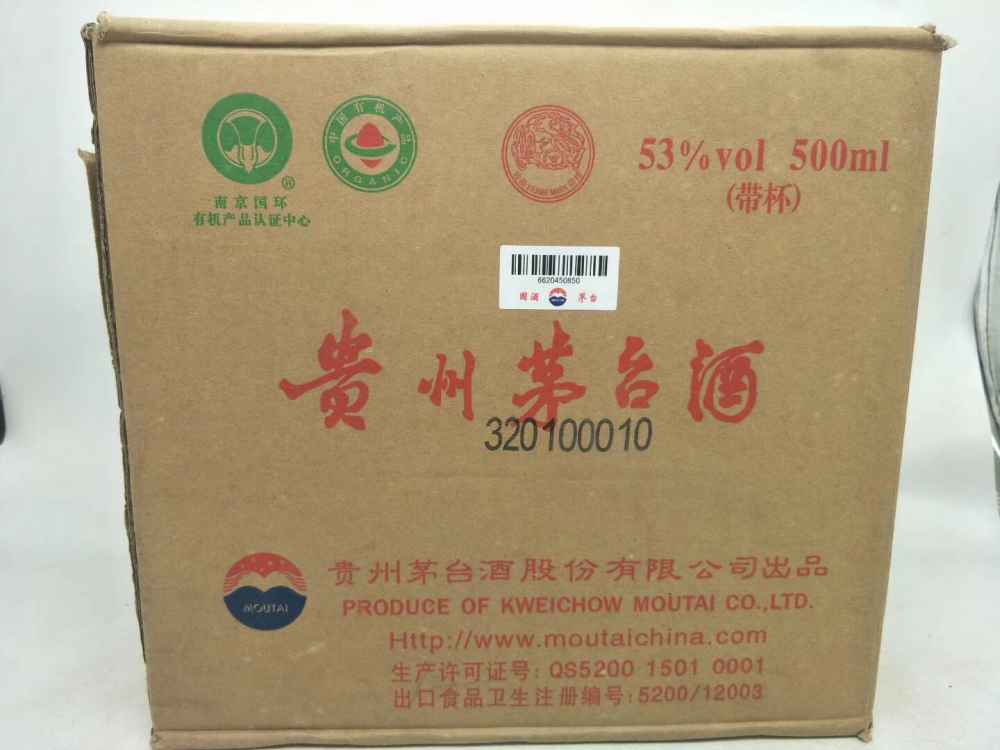 中国有机产品
ORGANIC
南京国环
有机产品认证中心
53%vol 500ml
(带杯)
6620450850
国酒 茅台
贵州茅台酒
320100010
MOUTAI
贵州茅台酒股份有限公司出品
PRODUCE OF KWEICHOW MOUTAI CO.,LTD.
Http://www.moutaichina.com
生产许可证号: QS5200 1501 0001
出口食品卫生注册编号: 5200/12003